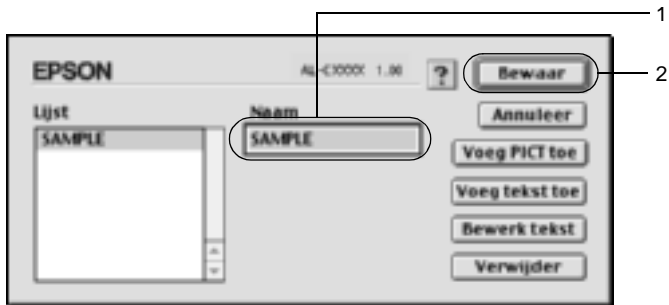 1
EPSON
AL-CXXXX 1.00
?
Bewaar
2
Lijst
Naam
Annuleer
SAMPLE
SAMPLE
Voeg PICT toe
Voeg tekst toe
Bewerk tekst
Verwijder